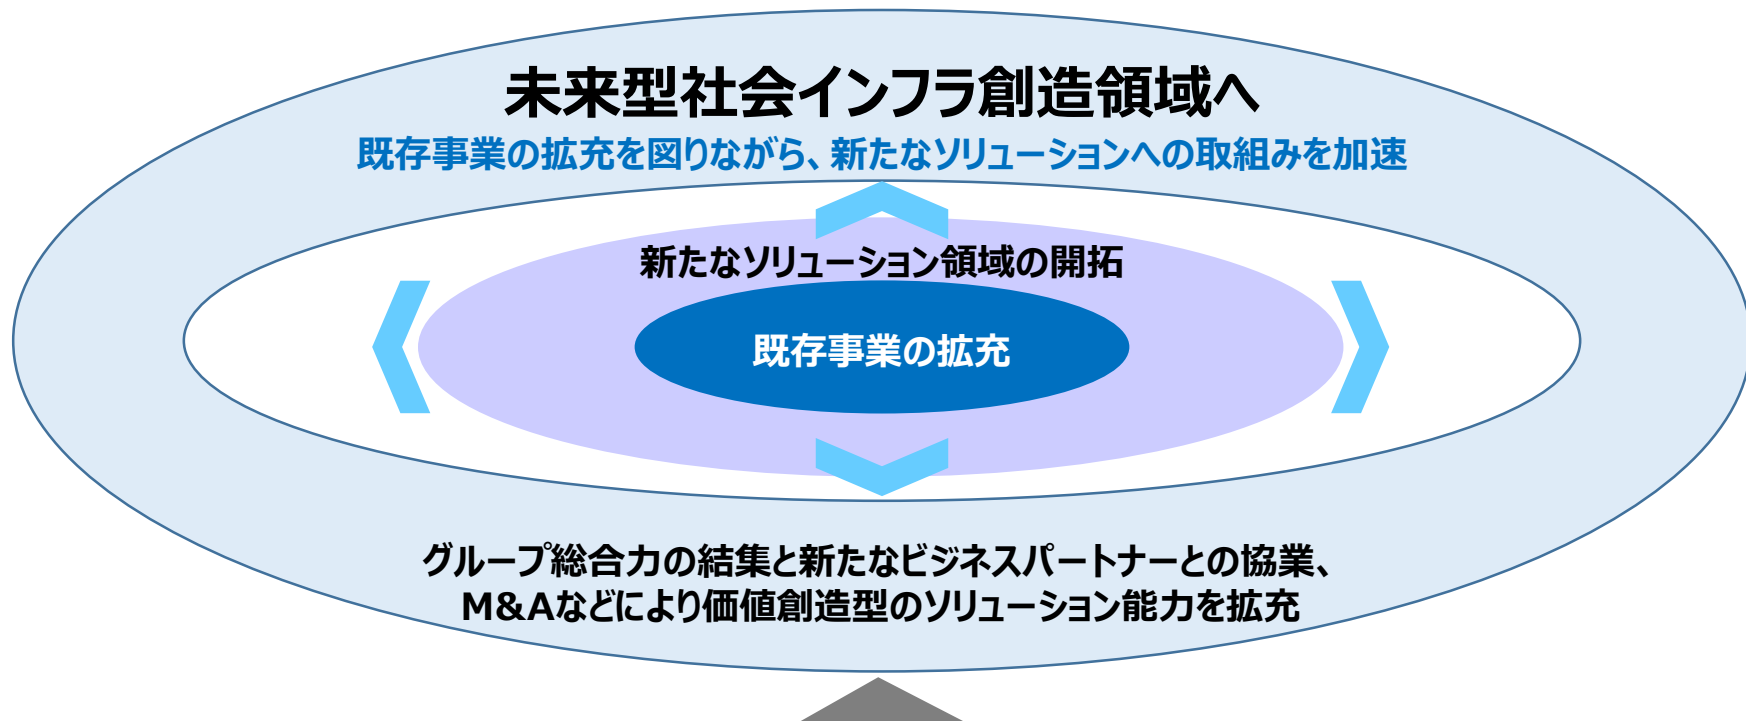 未来型社会インフラ創造領域へ
既存事業の拡充を図りながら、新たなソリューションへの取組みを加速
新たなソリューション領域の開拓
既存事業の拡充
グループ総合力の結集と新たなビジネスパートナーとの協業、
M&Aなどにより価値創造型のソリューション能力を拡充